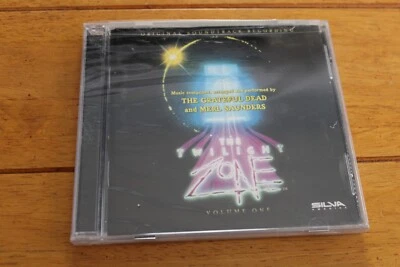 ORIGINAL SOUNDTRACK RECORDING
Music composed, arranged and performed by
THE GRATEFUL DEAD
and MERL SAUNDERS
THE
TWILIGHT
ZONE
VOLUME ONE
SILVA
AMERICA